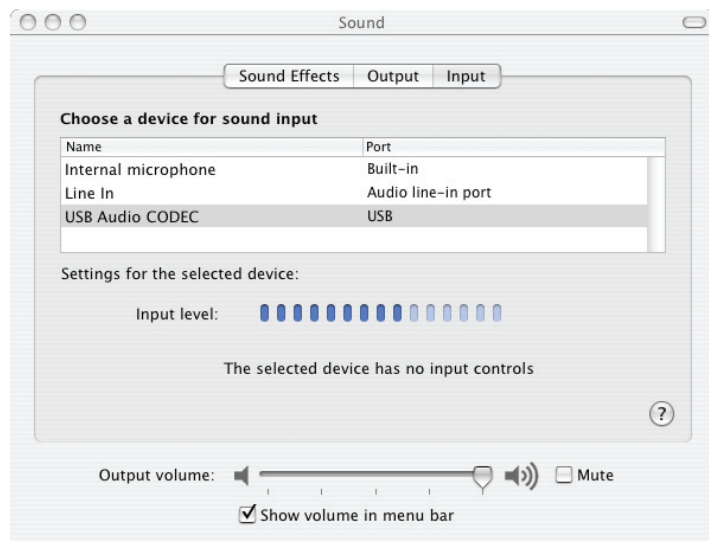 Sound
Sound Effects Output Input
Choose a device for sound input
Name Port
Internal microphone Built-in
Line In Audio line-in port
USB Audio CODEC USB
Settings for the selected device:
Input level:
The selected device has no input controls
?
Output volume: Mute
Show volume in menu bar